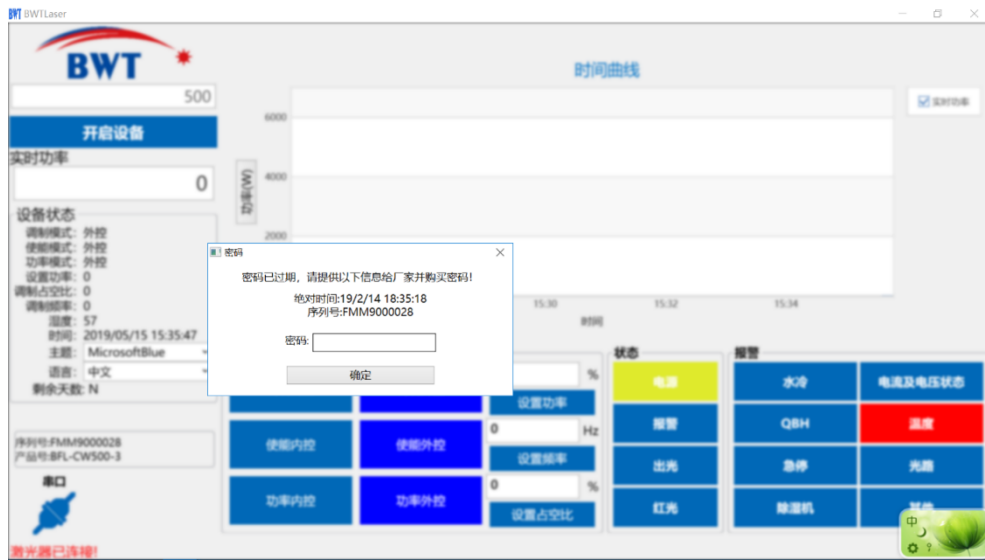 BWT BWTLaser
BWT
500
开启设备
实时功率
0
设备状态
调制模式: 外控
使能模式: 外控
功率模式: 外控
设置功率: 0
调制占空比: 0
调制频率: 0
温度: 57
时间: 2019/05/15 15:35:47
主题: MicrosoftBlue
语言: 中文
剩余天数: N
序列号:FMM9000028
产品号:BFL-CW500-3
串口
激光器已连接!
时间曲线
实时功率
6000
4000
2000
功率(W)
15:30
15:32
15:34
时间
密码
密码已过期，请提供以下信息给厂家并购买密码!
绝对时间:19/2/14 18:35:18
序列号:FMM9000028
密码:
确定
%
设置功率
使能内控
使能外控
0
Hz
设置频率
功率内控
功率外控
0
%
设置占空比
状态
电源
报警
出光
红光
报警
水冷
电流及电压状态
QBH
温度
急停
光路
除湿机
其他
中
?